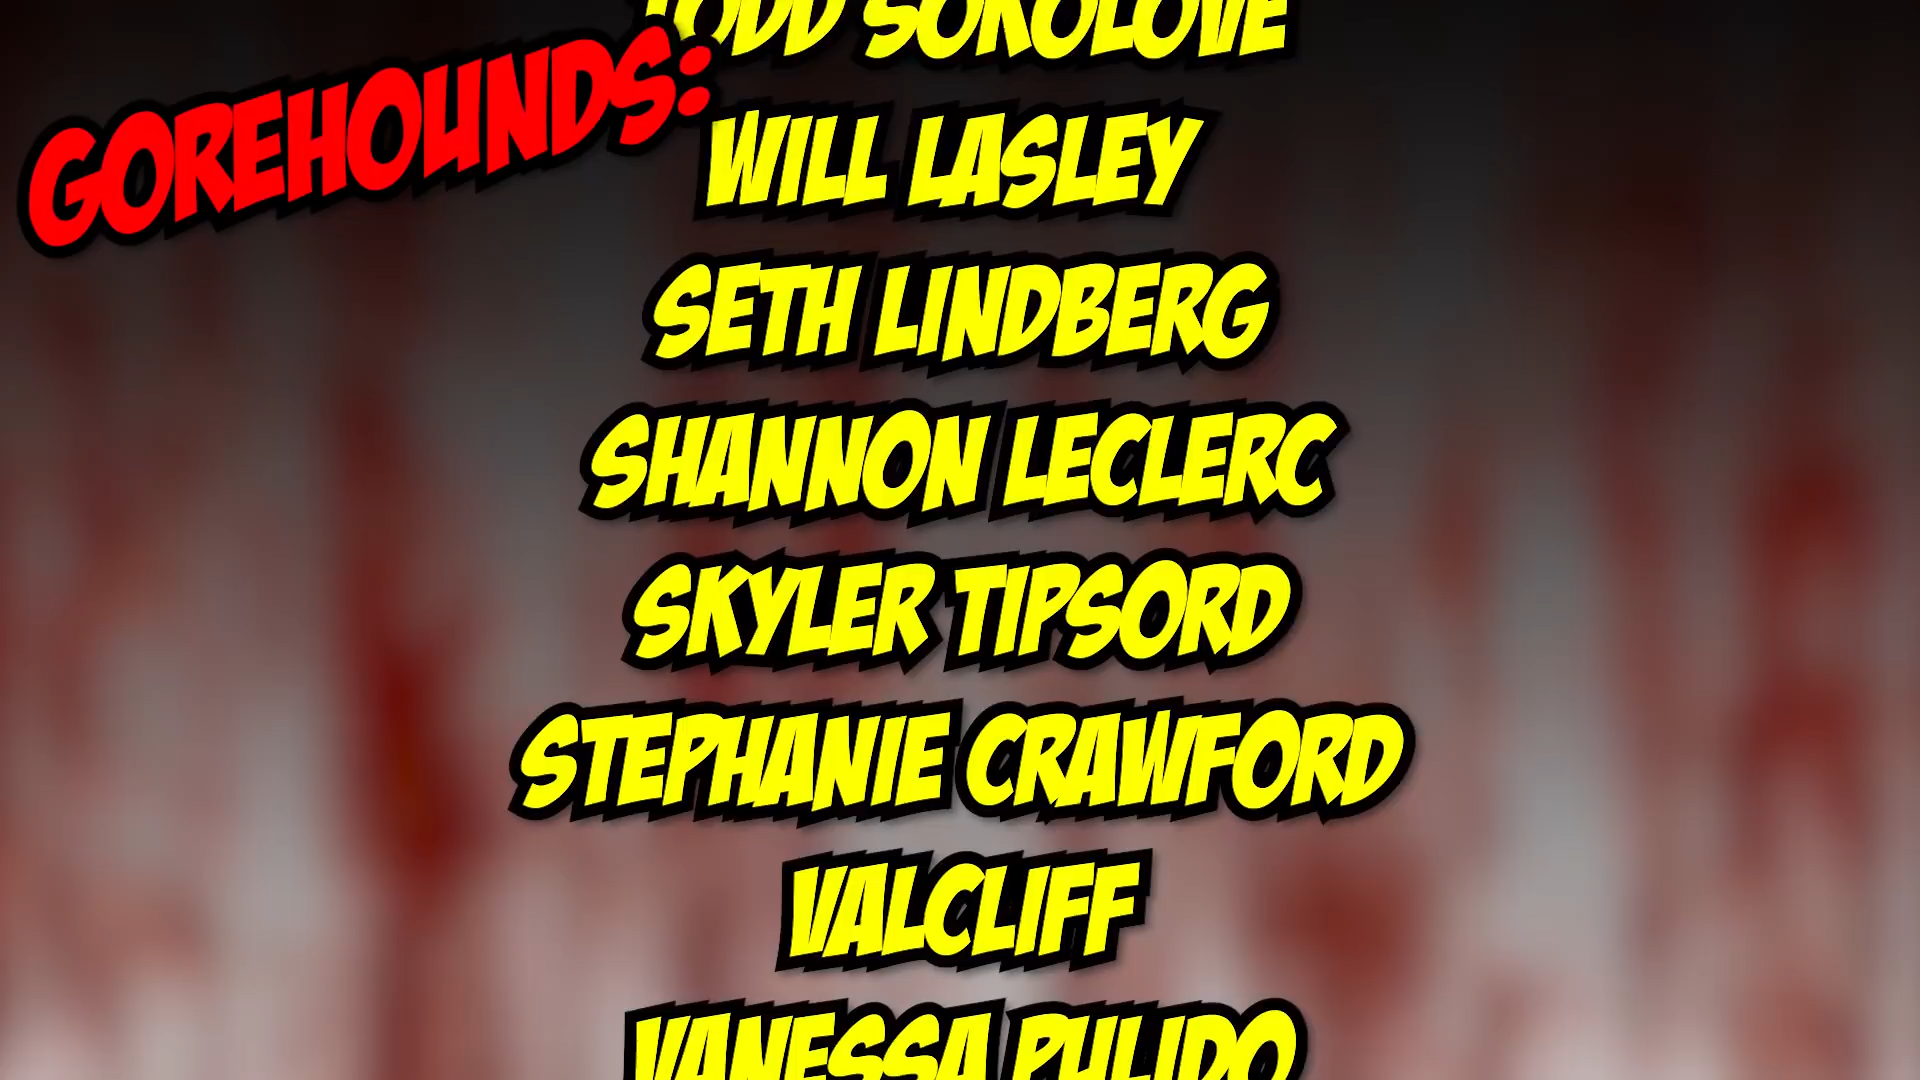 TODD SOKOLOVE
GOREHOUNDS:
WILL LASLEY
SETH LINDBERG
SHANNON LECLERC
SKYLER TIPSORD
STEPHANIE CRAWFORD
VALCLIFF
VANESSA PULIDO